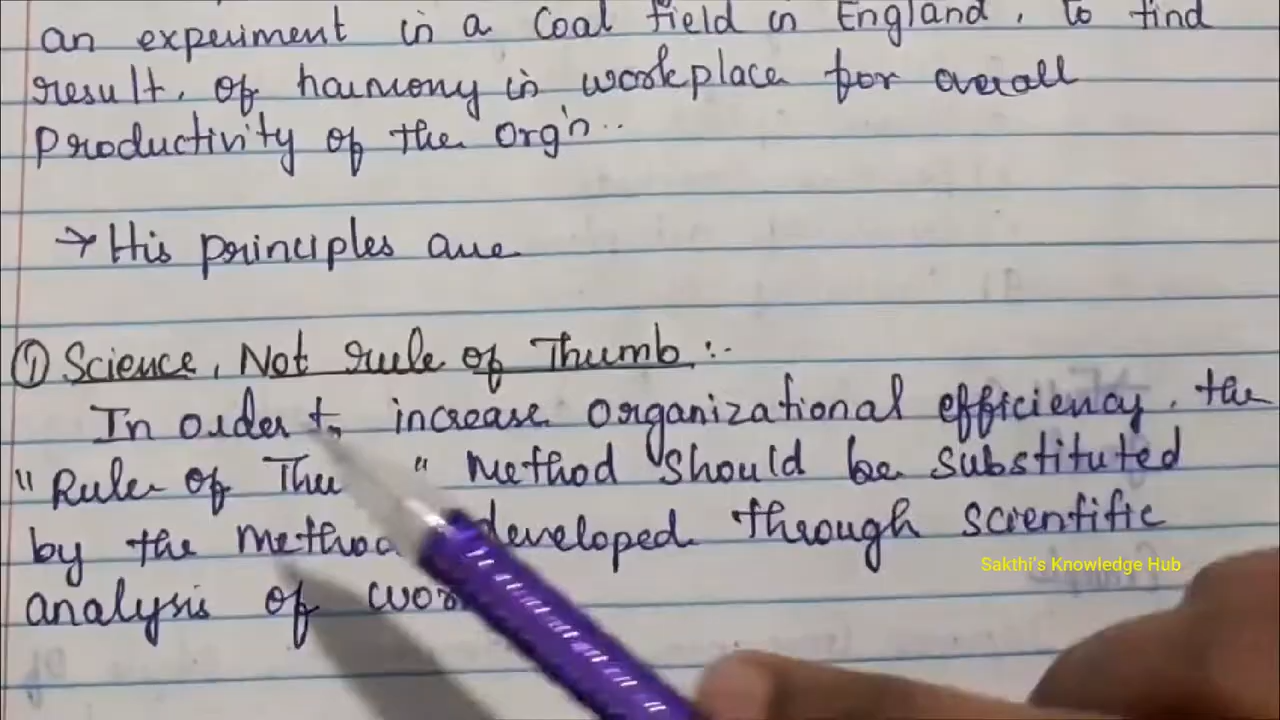 an experiment in a Coal field in England, to find
result, of harmony in workplace for overall
Productivity of the Org'n..
→ His principles are
① Science, Not rule of Thumb :-
In order to increase organizational efficiency, the
"Rule of Thu " method should be substituted
by the method developed through scientific
Sakthi's Knowledge Hub
analysis of wor